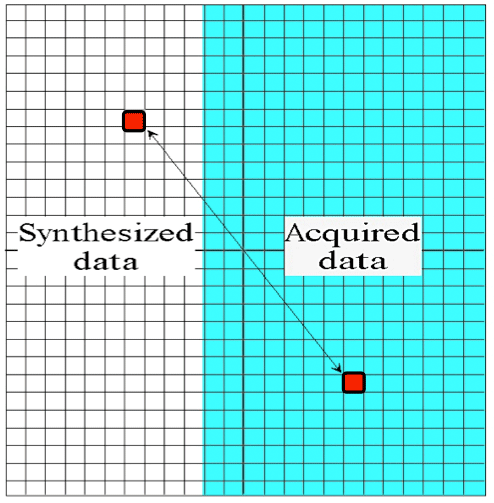 Synthesized
data
Acquired
data